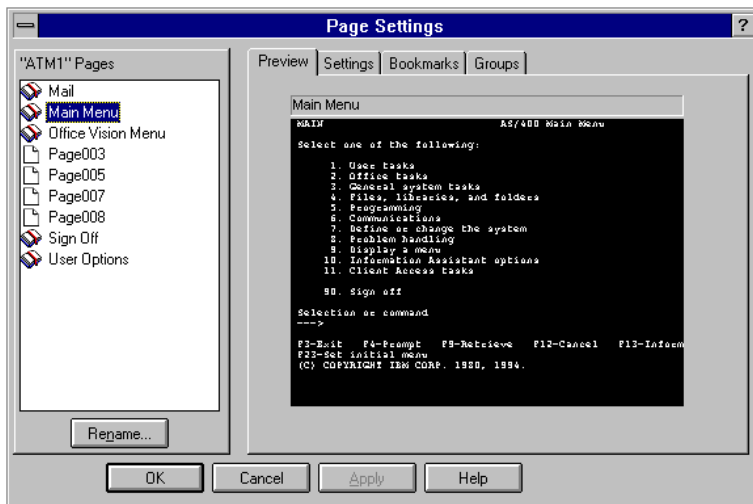 Page Settings
?
"ATM1" Pages
Mail
Main Menu
Office Vision Menu
Page003
Page005
Page007
Page008
Sign Off
User Options
Rename...
Preview Settings Bookmarks Groups
Main Menu
MAIN AS/400 Main Menu
Select one of the following:
1. User tasks
2. Office tasks
3. General system tasks
4. Files, libraries, and folders
5. Programming
6. Communications
7. Define or change the system
8. Problem handling
9. Display a menu
10. Information Assistant options
11. Client Access tasks
90. Sign off
Selection or command
--->
F3=Exit F4=Prompt F9=Retrieve F12=Cancel F13=Inform
F23=Set initial menu
(C) COPYRIGHT IBM CORP. 1980, 1994.
OK Cancel Apply Help